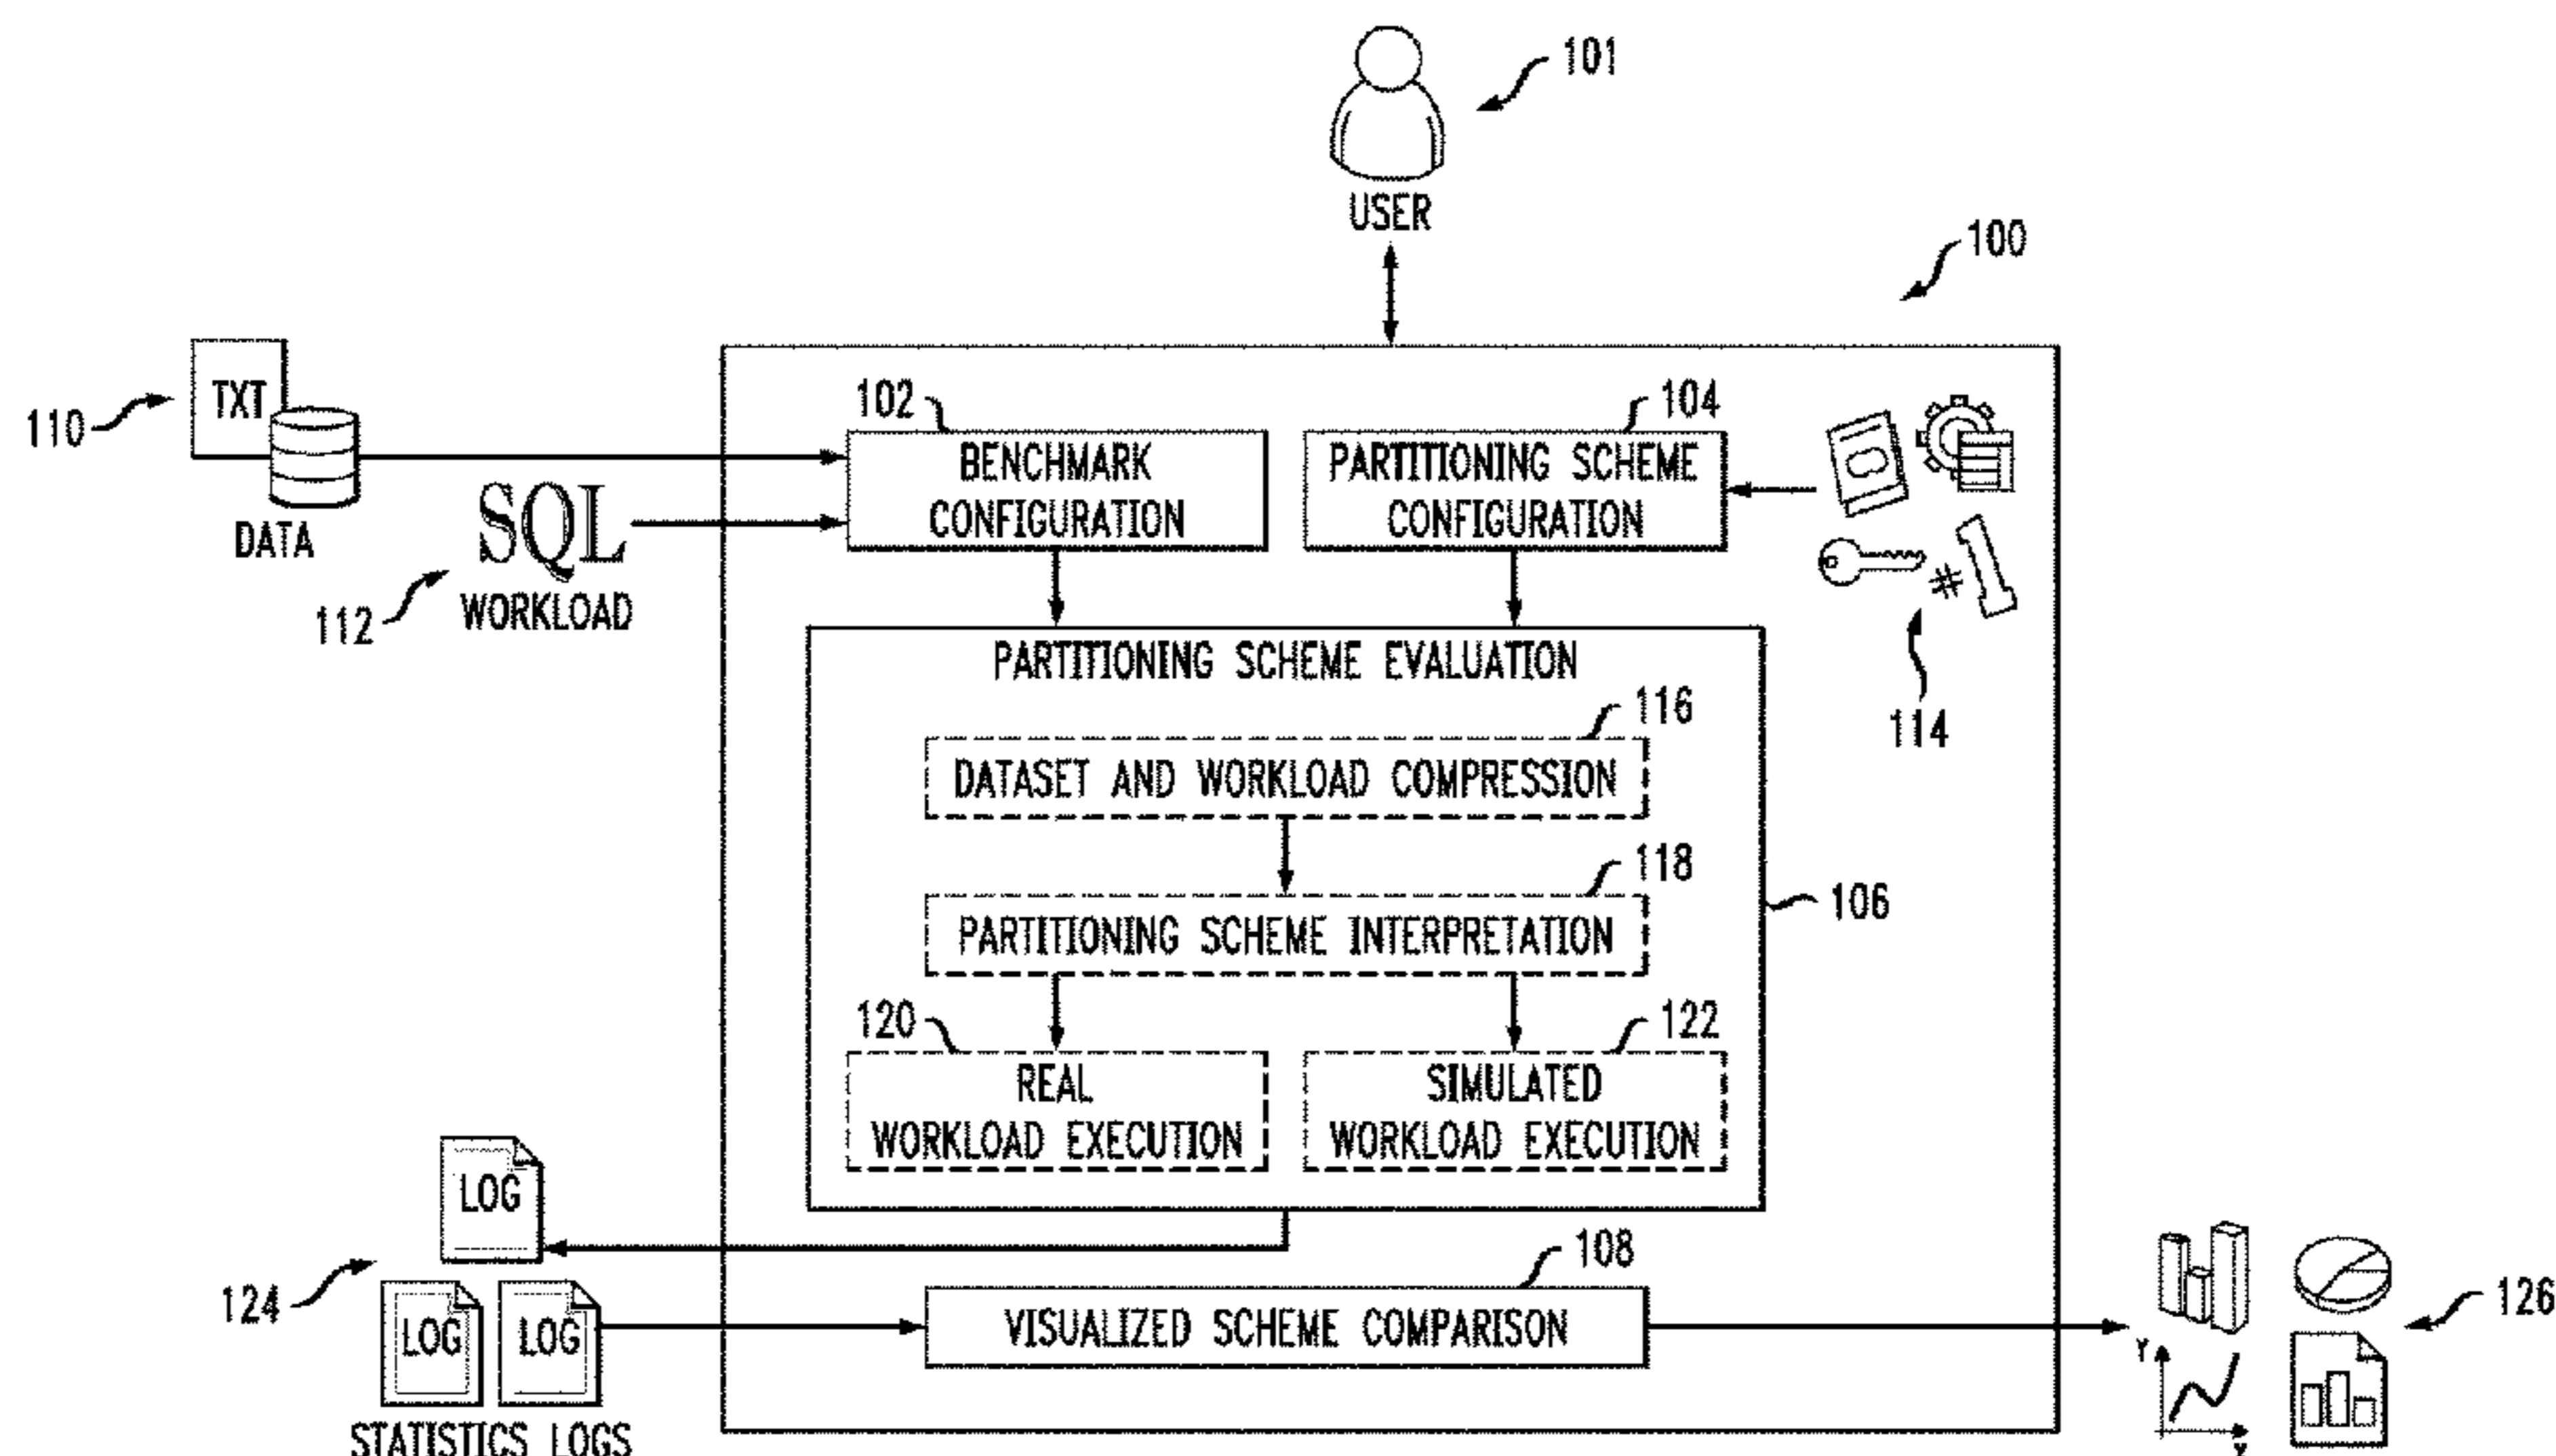 101
USER
100
TXT
110
DATA
SQL
112
WORKLOAD
102
BENCHMARK
CONFIGURATION
104
PARTITIONING SCHEME
CONFIGURATION
#
114
PARTITIONING SCHEME EVALUATION
116
DATASET AND WORKLOAD COMPRESSION
118
PARTITIONING SCHEME INTERPRETATION
106
120
REAL
WORKLOAD EXECUTION
122
SIMULATED
WORKLOAD EXECUTION
LOG
124
LOG
LOG
STATISTICS LOGS
108
VISUALIZED SCHEME COMPARISON
126
Y
X